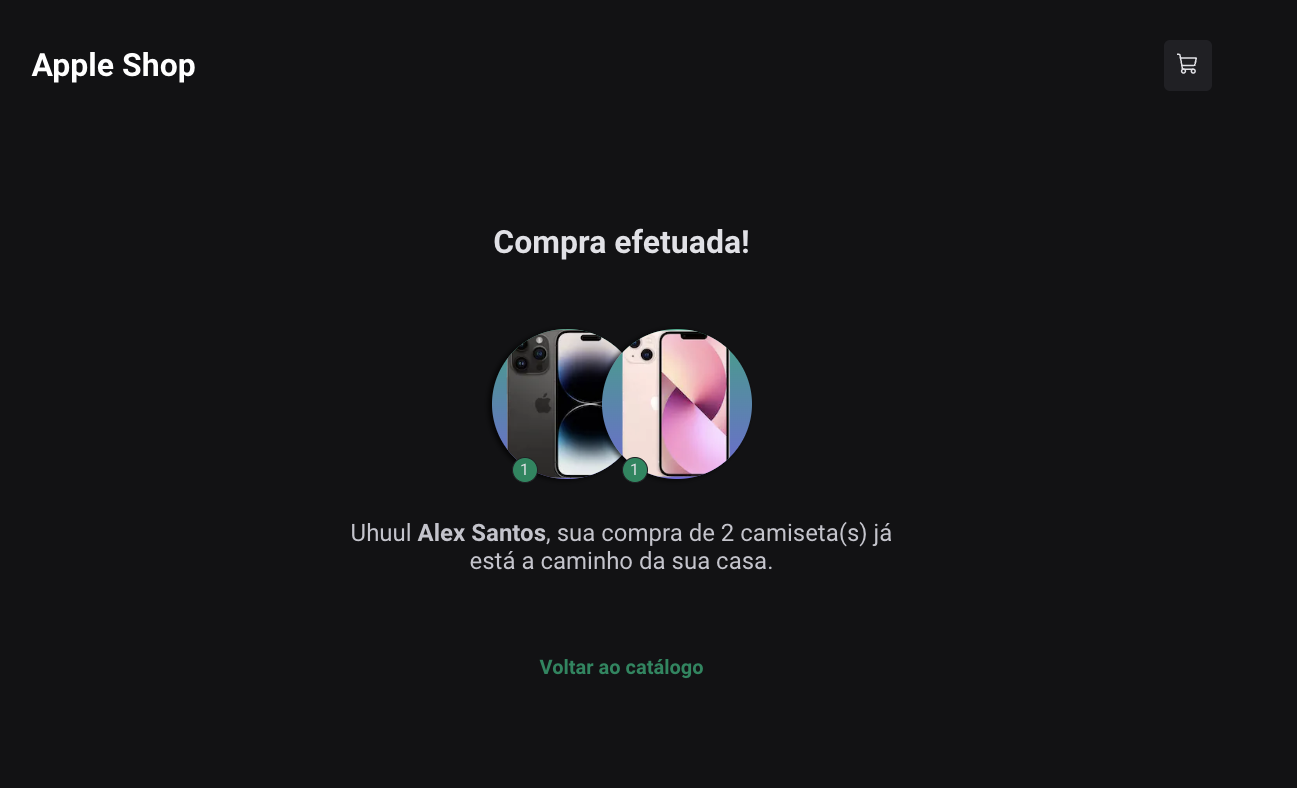 Apple Shop
Compra efetuada!
1
1
Uhuul Alex Santos, sua compra de 2 camiseta(s) já
está a caminho da sua casa.
Voltar ao catálogo